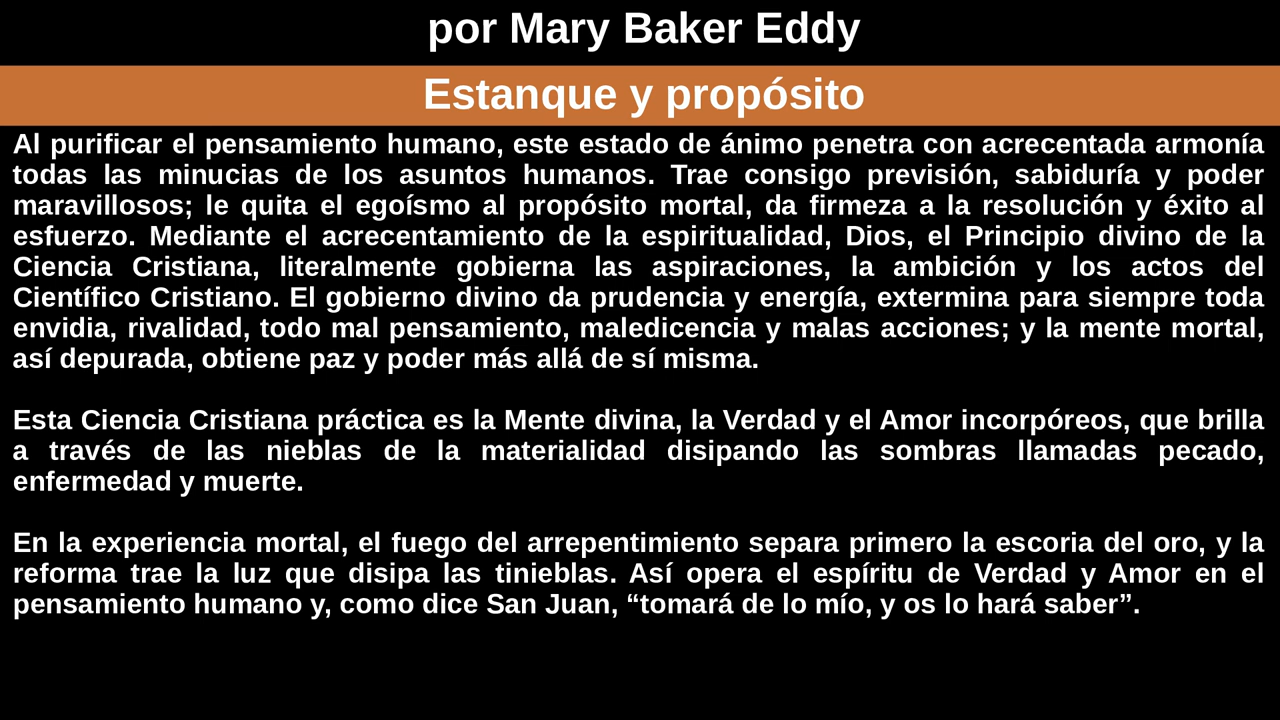 por Mary Baker Eddy
Estanque y propósito
Al purificar el pensamiento humano, este estado de ánimo penetra con acrecentada armonía
todas las minucias de los asuntos humanos. Trae consigo previsión, sabiduría y poder
maravillosos; le quita el egoísmo al propósito mortal, da firmeza a la resolución y éxito al
esfuerzo. Mediante el acrecentamiento de la espiritualidad, Dios, el Principio divino de la
Ciencia Cristiana, literalmente gobierna las aspiraciones, la ambición y los actos del
Científico Cristiano. El gobierno divino da prudencia y energía, extermina para siempre toda
envidia, rivalidad, todo mal pensamiento, maledicencia y malas acciones; y la mente mortal,
así depurada, obtiene paz y poder más allá de sí misma.
Esta Ciencia Cristiana práctica es la Mente divina, la Verdad y el Amor incorpóreos, que brilla
a través de las nieblas de la materialidad disipando las sombras llamadas pecado,
enfermedad y muerte.
En la experiencia mortal, el fuego del arrepentimiento separa primero la escoria del oro, y la
reforma trae la luz que disipa las tinieblas. Así opera el espíritu de Verdad y Amor en el
pensamiento humano y, como dice San Juan, “tomará de lo mío, y os lo hará saber”.